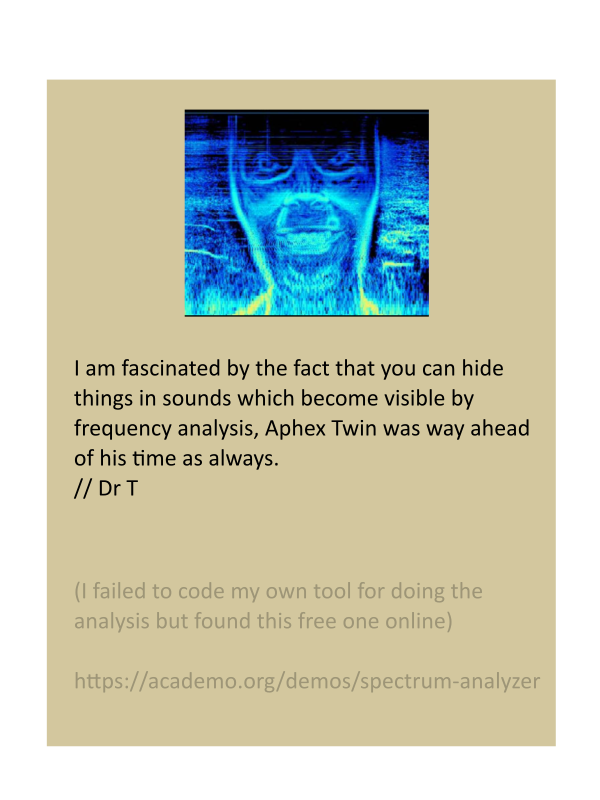 I am fascinated by the fact that you can hide
things in sounds which become visible by
frequency analysis, Aphex Twin was way ahead
of his time as always.
// Dr T
(I failed to code my own tool for doing the
analysis but found this free one online)
https://academo.org/demos/spectrum-analyzer